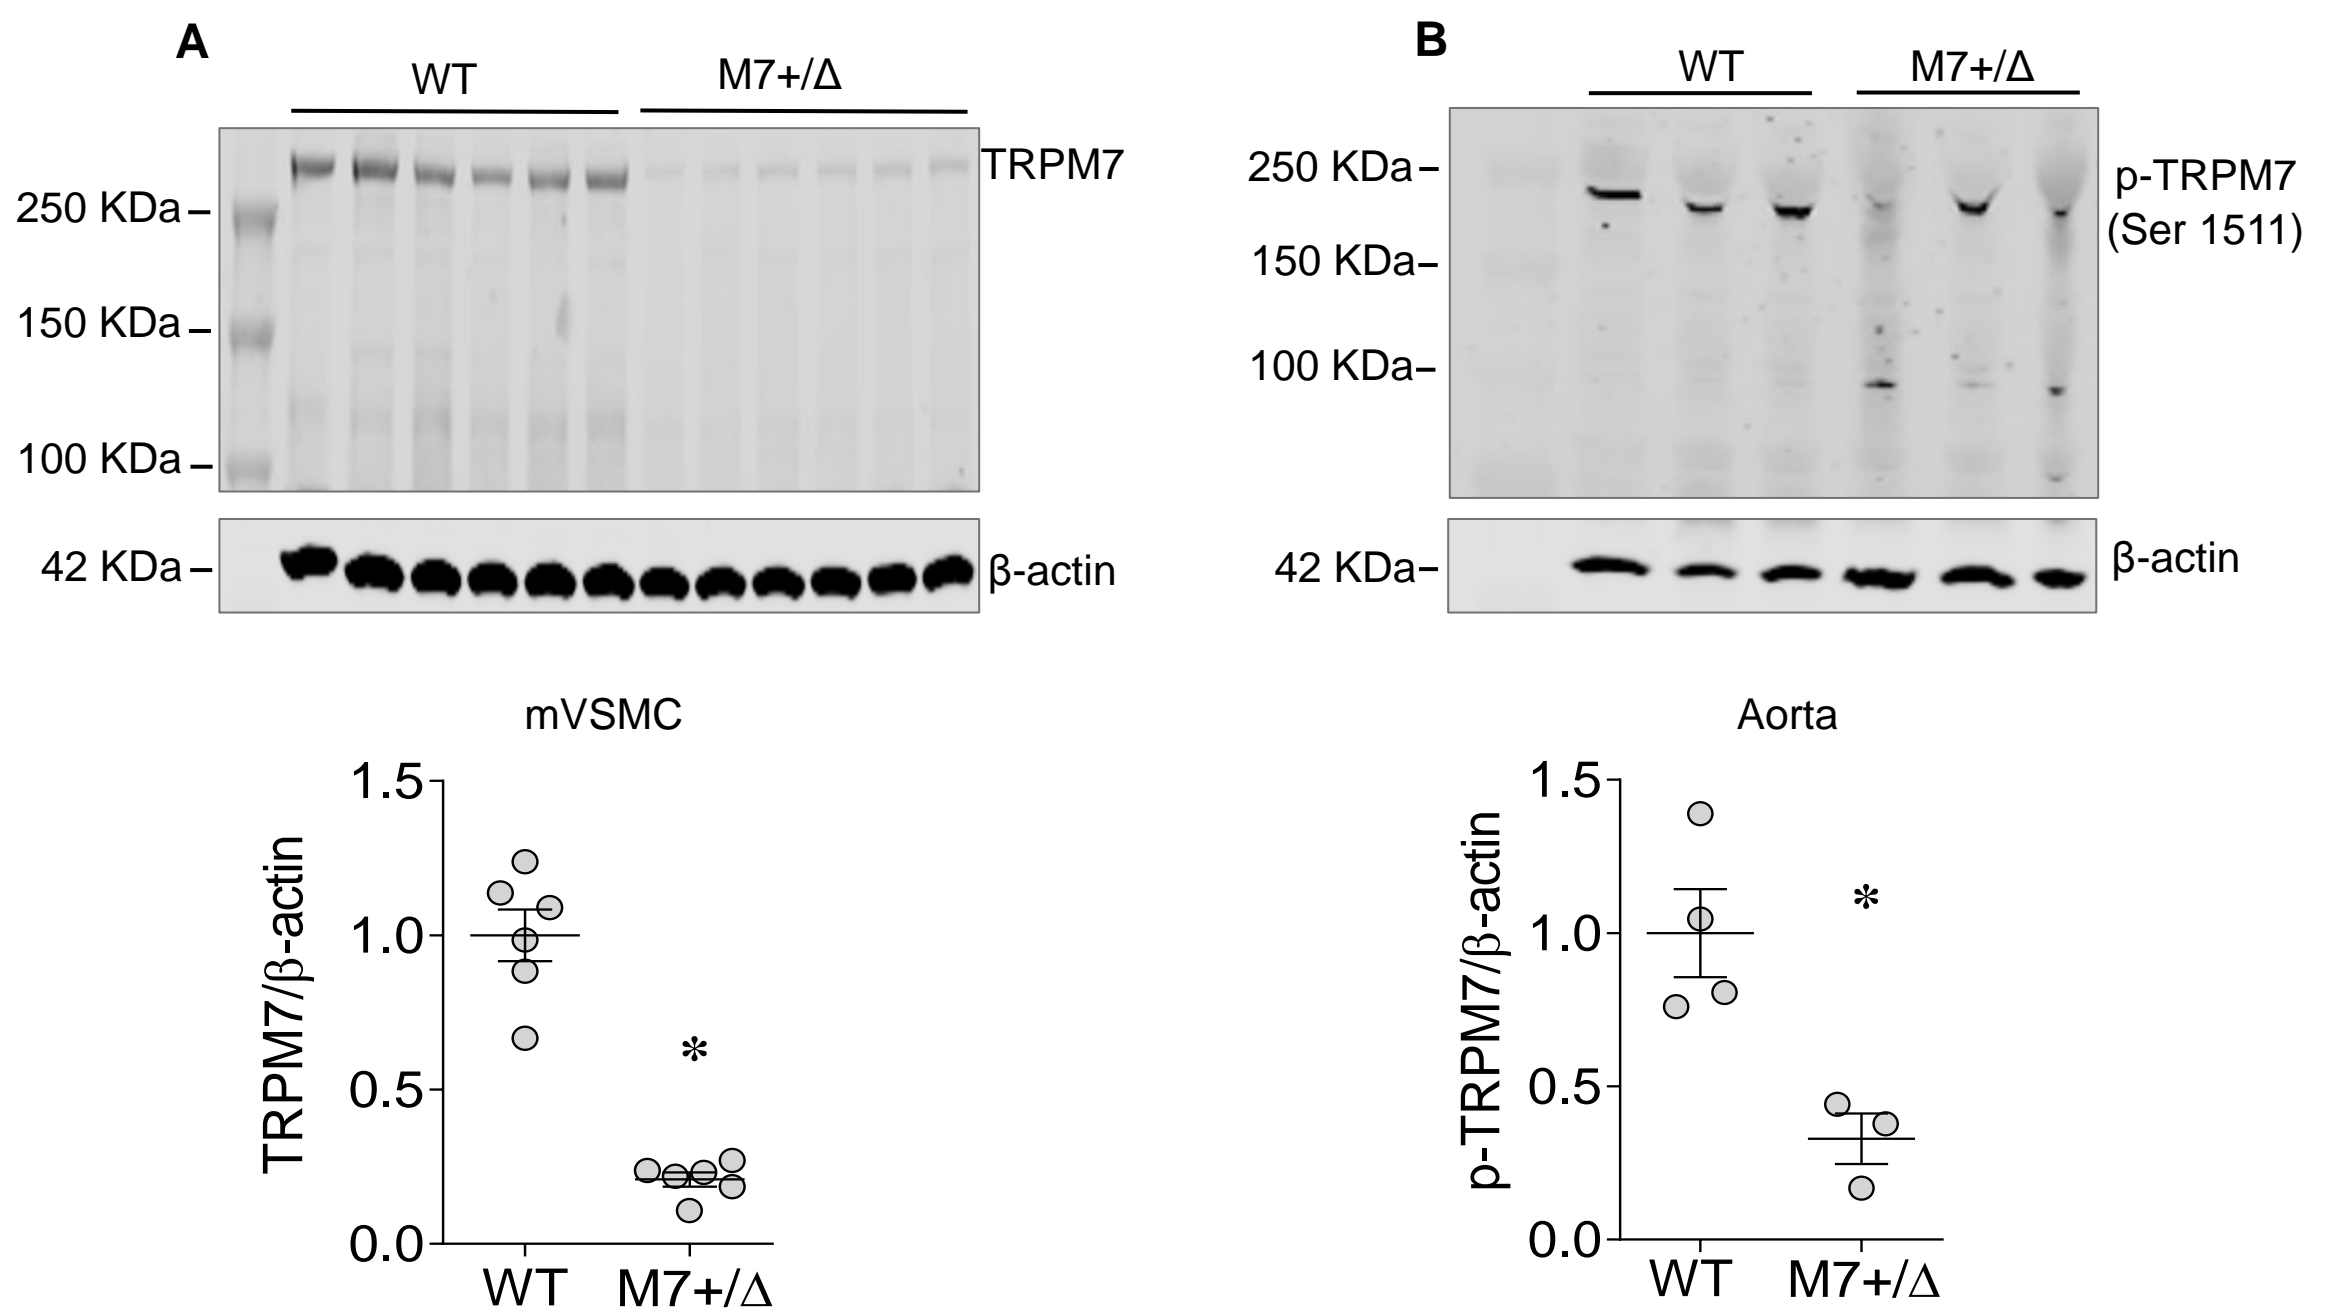 A
WT
M7+/Δ
TRPM7
250 KDa
150 KDa
100 KDa
42 KDa
β-actin
mVSMC
TRPM7/β-actin
1.5
1.0
0.5
0.0
*
WT
M7+/Δ
B
WT
M7+/Δ
250 KDa
150 KDa
100 KDa
p-TRPM7
(Ser 1511)
42 KDa
β-actin
Aorta
p-TRPM7/β-actin
1.5
1.0
0.5
0.0
*
WT
M7+/Δ